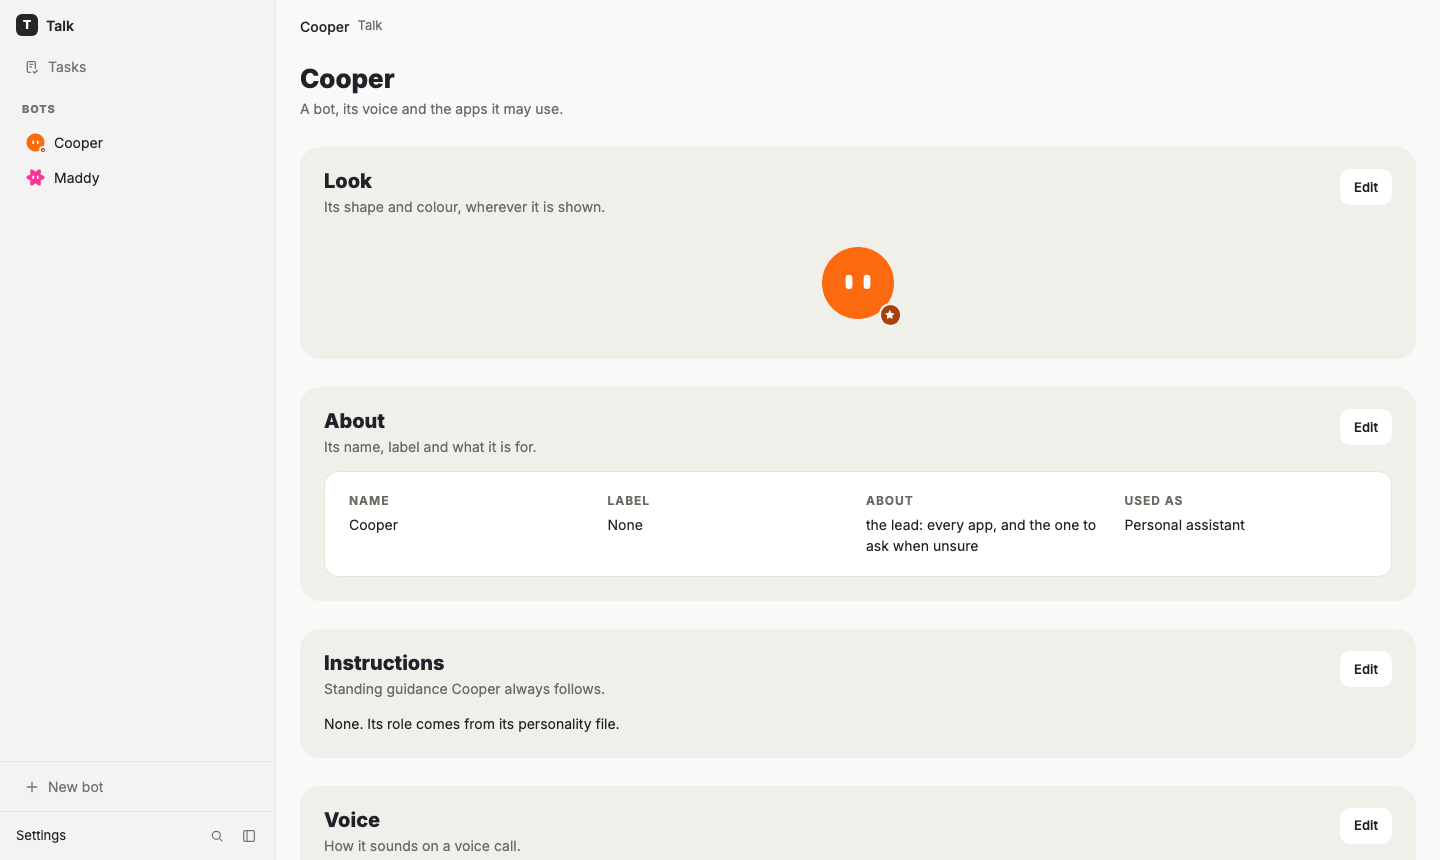 T Talk
Tasks
BOTS
Cooper
Maddy
New bot
Settings
Cooper Talk
Cooper
A bot, its voice and the apps it may use.
Look
Edit
Its shape and colour, wherever it is shown.
About
Edit
Its name, label and what it is for.
NAME
Cooper
LABEL
None
ABOUT
the lead: every app, and the one to
ask when unsure
USED AS
Personal assistant
Instructions
Edit
Standing guidance Cooper always follows.
None. Its role comes from its personality file.
Voice
Edit
How it sounds on a voice call.